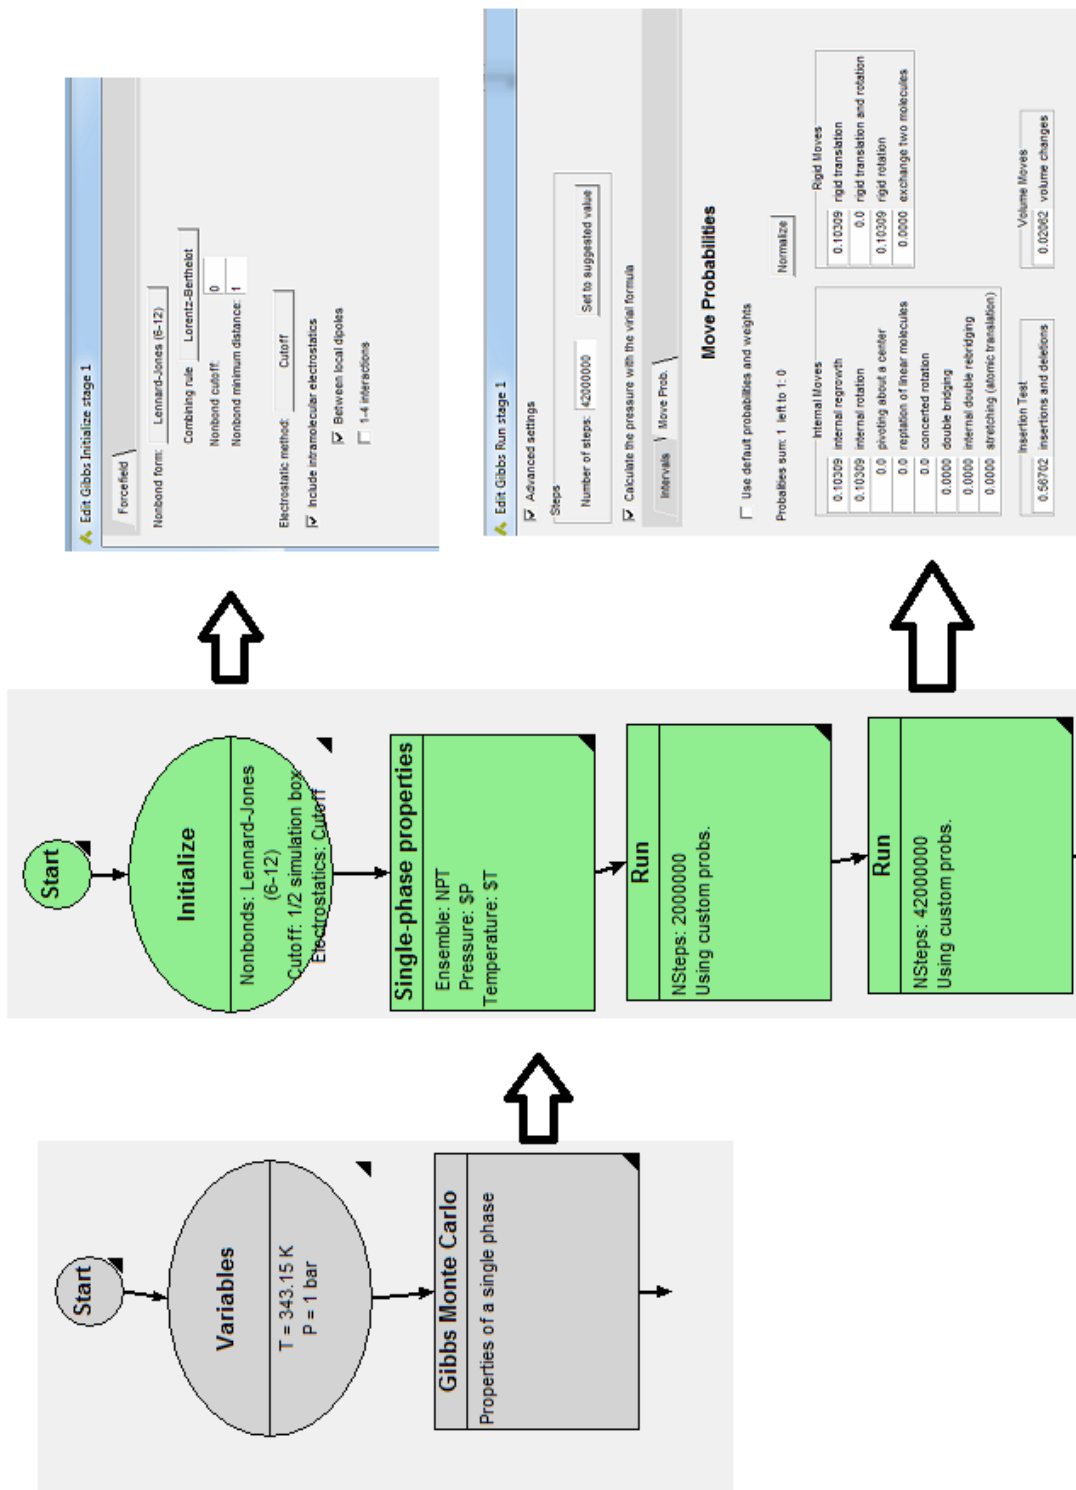 Start
Variables
T = 343.15 K
P = 1 bar
Gibbs Monte Carlo
Properties of a single phase
Start
Initialize
Nonbonds: Lennard-Jones
(6-12)
Cutoff: 1/2 simulation box
Electrostatics: Cutoff
Single-phase properties
Ensemble: NPT
Pressure: $P
Temperature: $T
Run
NSteps: 20000000
Using custom probs.
Run
NSteps: 42000000
Using custom probs.
Edit Gibbs Initialize stage 1
Forcefield
Nonbond form: Lennard-Jones (6-12)
Combining rule Lorentz-Berthelot
Nonbond cutoff: 0
Nonbond minimum distance: 1
Electrostatic method: Cutoff
Include intramolecular electrostatics
Between local dipoles
1-4 interactions
Edit Gibbs Run stage 1
Advanced settings
Steps
Number of steps: 42000000 Set to suggested value
Calculate the pressure with the virial formula
Intervals Move Prob.
Move Probabilities
Use default probabilities and weights
Probalities sum: 1 left to 1: 0 Normalize
Internal Moves
0.10309 internal regrowth
0.10309 internal rotation
0.0 pivoting about a center
0.0 reptation of linear molecules
0.0 concerted rotation
0.0000 double bridging
0.0000 internal double rebridging
0.0000 stretching (atomic translation)
Rigid Moves
0.10309 rigid translation
0.0 rigid translation and rotation
0.10309 rigid rotation
0.0000 exchange two molecules
Insertion Test
0.56702 insertions and deletions
Volume Moves
0.02062 volume changes